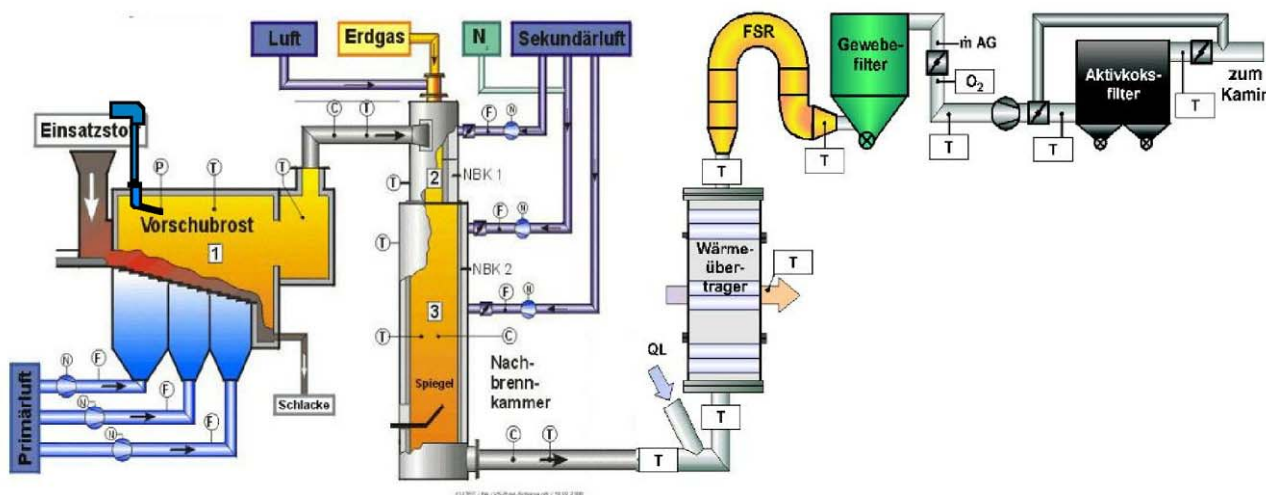 Luft
Erdgas
N
Sekundärluft
FSR
Gewebe-
filter
ṁ AG
O₂
Aktivkoks-
filter
zum
Kamin
T
T
T
T
T
Einsatzsto
C
T
F
N
P
T
T
2
NBK 1
T
Vorschubrost
1
F
N
T
NBK 2
Wärme-
über-
trager
T
F
N
3
T
C
QL
Nach-
brenn-
kammer
Spiegel
N
F
F
N
F
N
Primärluft
Schlacke
C
T
T
T